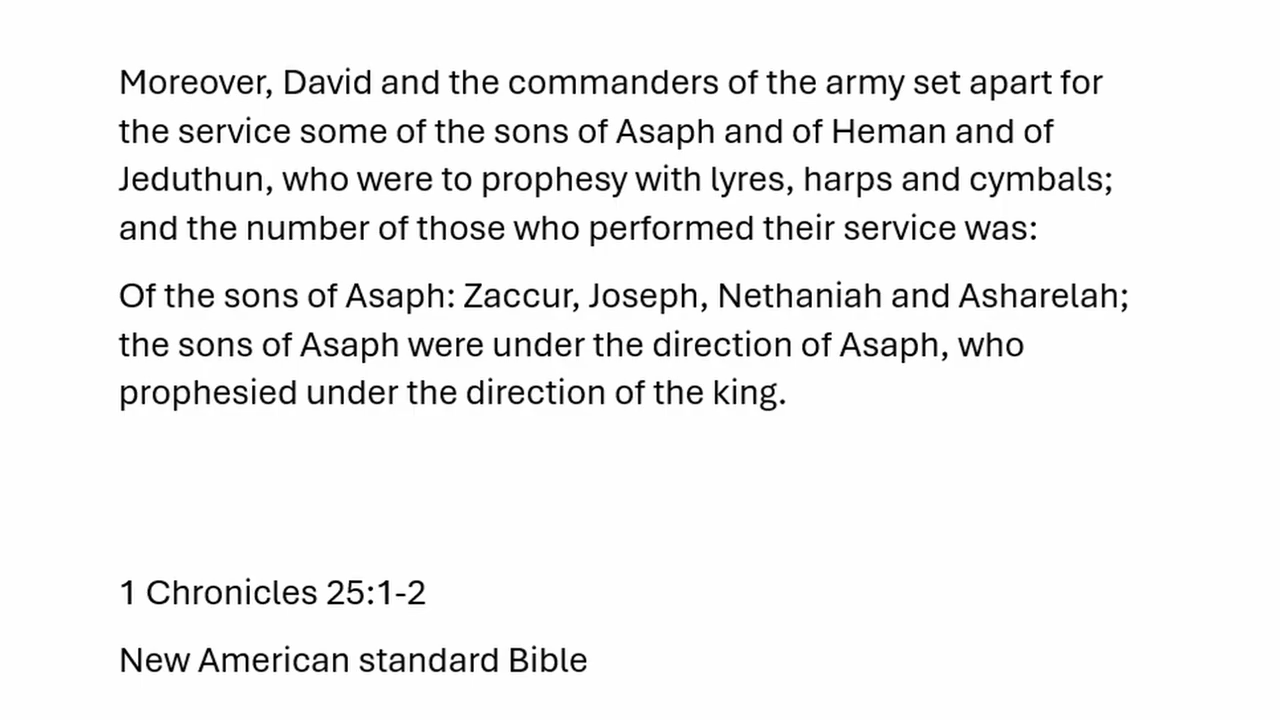 Moreover, David and the commanders of the army set apart for
the service some of the sons of Asaph and of Heman and of
Jeduthun, who were to prophesy with lyres, harps and cymbals;
and the number of those who performed their service was:
Of the sons of Asaph: Zaccur, Joseph, Nethaniah and Asharelah;
the sons of Asaph were under the direction of Asaph, who
prophesied under the direction of the king.
1 Chronicles 25:1-2
New American standard Bible